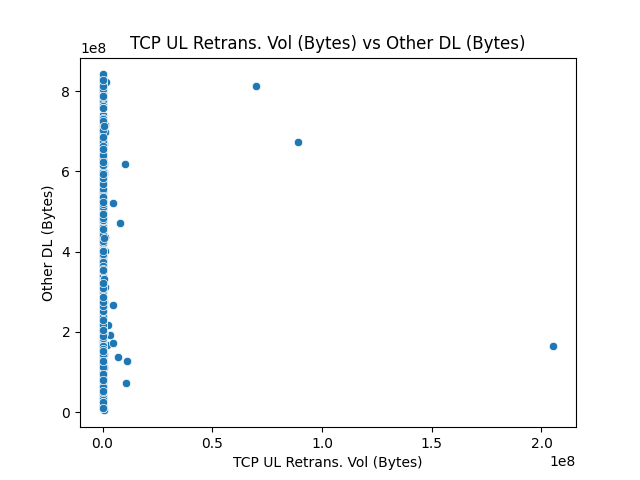 TCP UL Retrans. Vol (Bytes) vs Other DL (Bytes)
1e8
8
6
4
2
0
Other DL (Bytes)
0.0 0.5 1.0 1.5 2.0
1e8
TCP UL Retrans. Vol (Bytes)